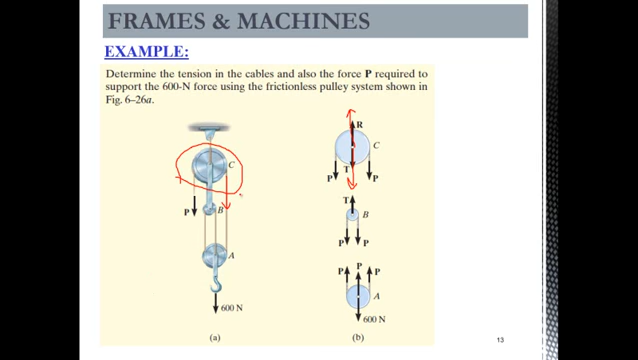 FRAMES & MACHINES
EXAMPLE:
Determine the tension in the cables and also the force P required to
support the 600-N force using the frictionless pulley system shown in
Fig. 6–26a.
C
P
B
A
600 N
(a)
R
C
P
T
P
T
B
P
P
P
P
P
A
600 N
(b)
13